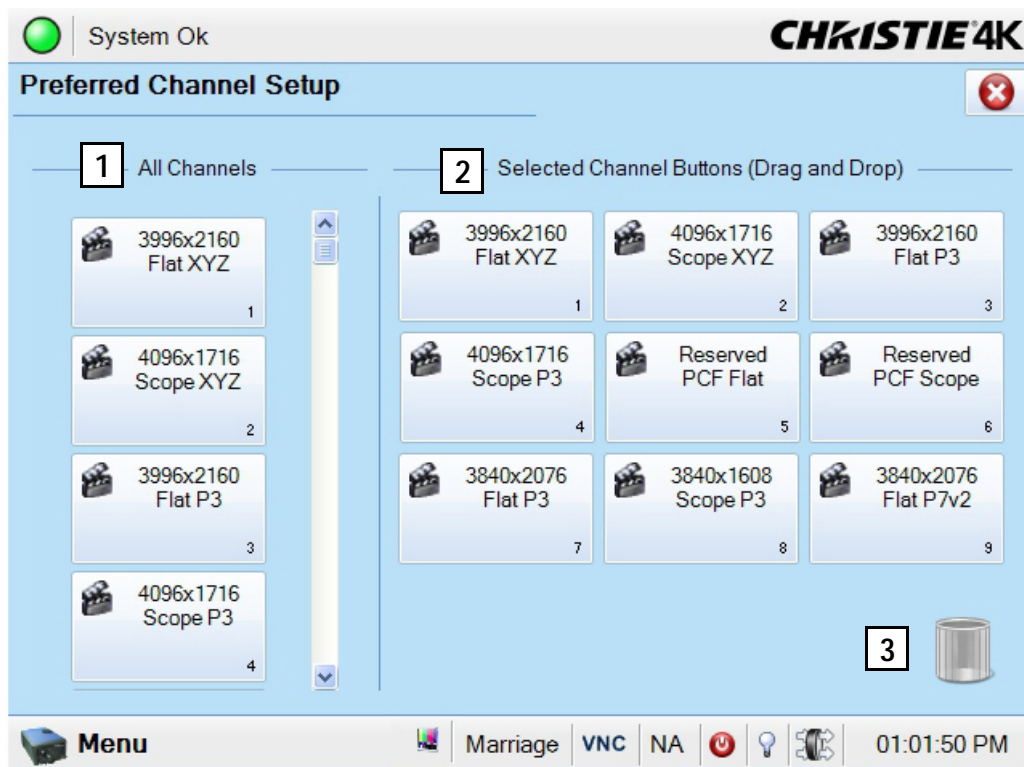 System Ok
CHRISTIE 4K
Preferred Channel Setup
1
All Channels
2
Selected Channel Buttons (Drag and Drop)
3996x2160
Flat XYZ
1
4096x1716
Scope XYZ
2
3996x2160
Flat P3
3
4096x1716
Scope P3
4
3996x2160
Flat XYZ
1
4096x1716
Scope XYZ
2
3996x2160
Flat P3
3
4096x1716
Scope P3
4
Reserved
PCF Flat
5
Reserved
PCF Scope
6
3840x2076
Flat P3
7
3840x1608
Scope P3
8
3840x2076
Flat P7v2
9
3
Menu
Marriage
VNC
NA
01:01:50 PM